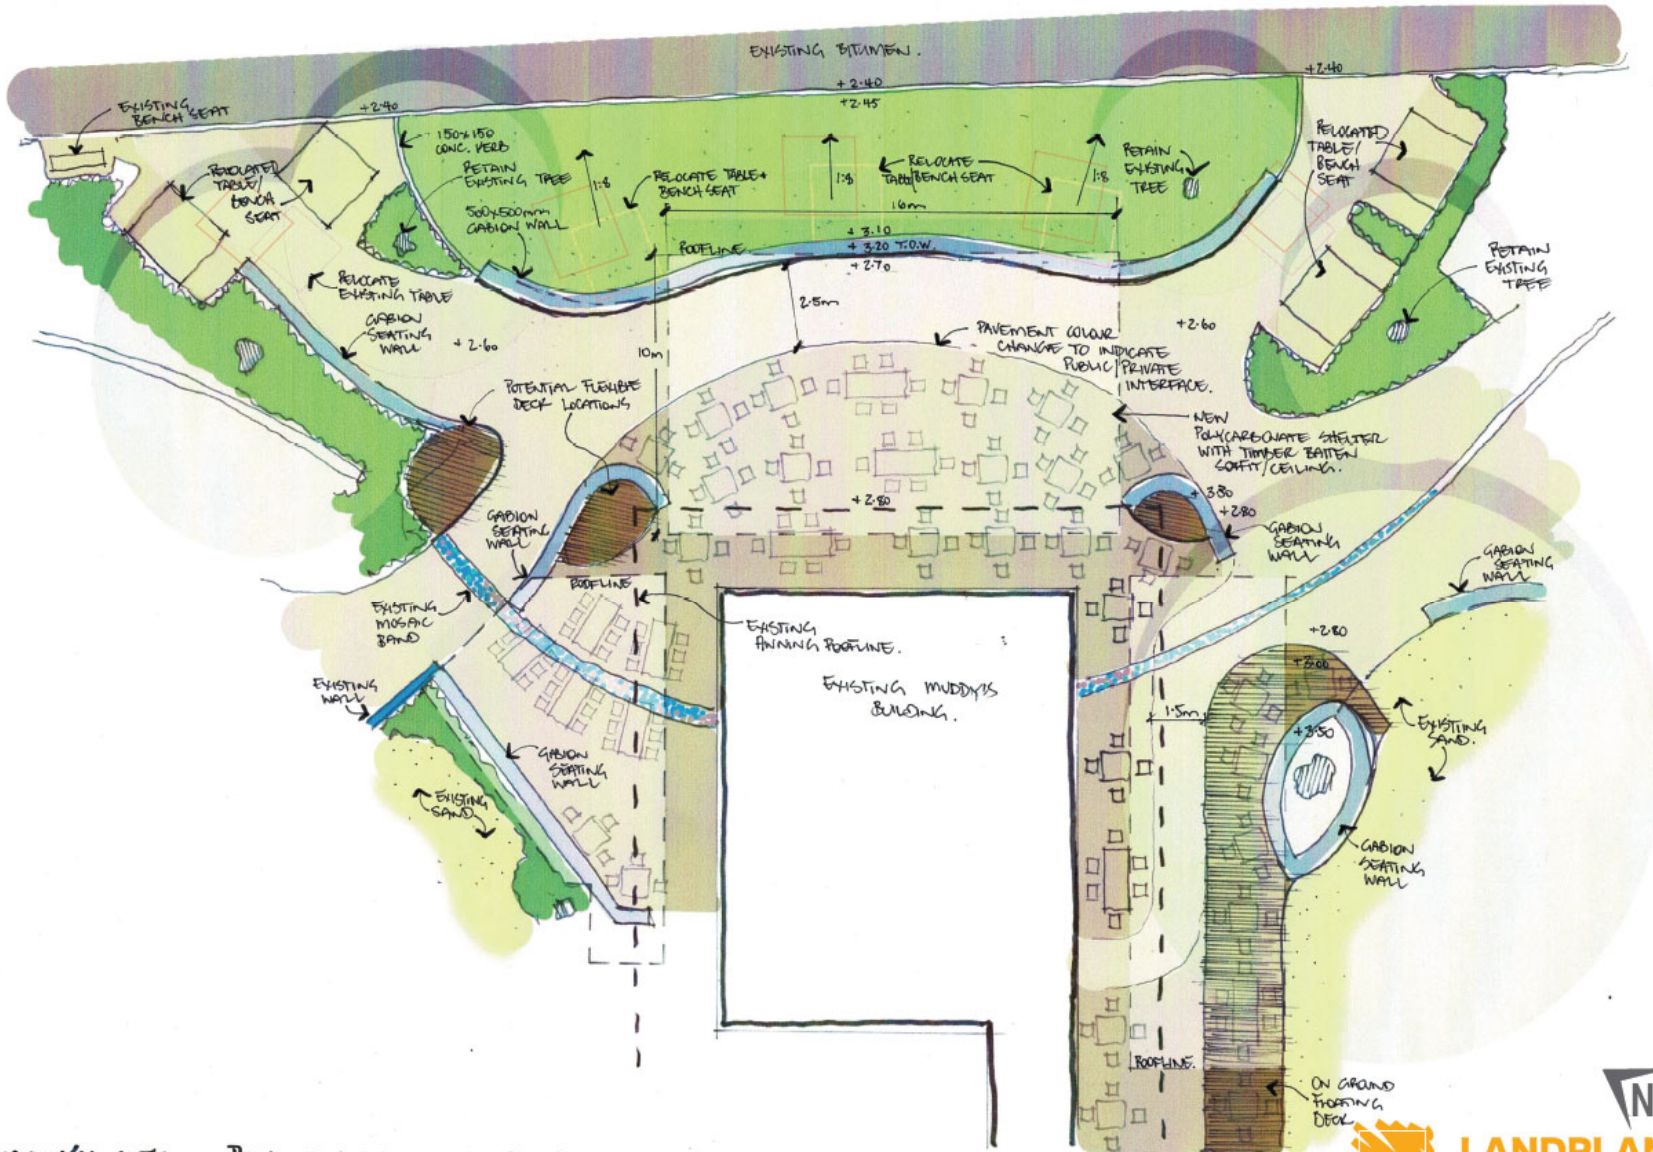 EXISTING BITUMEN.
+2.40
+2.40
+2.40
+2.45
EXISTING
BENCH SEAT
150x150
CONC. KERB
RETAIN
EXISTING TREE
500x500mm
GABION WALL
RELOCATED
TABLE/
BENCH
SEAT
1:8
RELOCATE TABLE+
BENCH SEAT
1:8
RELOCATE
TABLE/BENCH SEAT
1:8
RETAIN
EXISTING
TREE
RELOCATED
TABLE/
BENCH
SEAT
16m
+3.10
+3.20 T.O.W.
+2.70
ROOFLINE
RELOCATE
EXISTING TABLE
GABION
SEATING
WALL
+2.60
2.5m
10m
PAVEMENT COLOUR
CHANGE TO INDICATE
PUBLIC/PRIVATE
INTERFACE.
+2.60
RETAIN
EXISTING
TREE
POTENTIAL FLEXIBLE
DECK LOCATIONS
NEW
POLYCARBONATE SHELTER
WITH TIMBER BATTEN
SOFFIT/CEILING.
+2.80
+3.30
+2.80
GABION
SEATING
WALL
GABION
SEATING
WALL
GABION
SEATING
WALL
ROOFLINE
EXISTING
MOSAIC
BAND
EXISTING
AWNING ROOFLINE.
+2.80
+3.00
EXISTING
WALL
EXISTING MUDDY'S
BUILDING.
1.5m
+3.50
EXISTING
SAND.
GABION
SEATING
WALL
EXISTING
SAND
GABION
SEATING
WALL
ROOFLINE.
ON GROUND
FLOATING
DECK
N
LANDPLAN